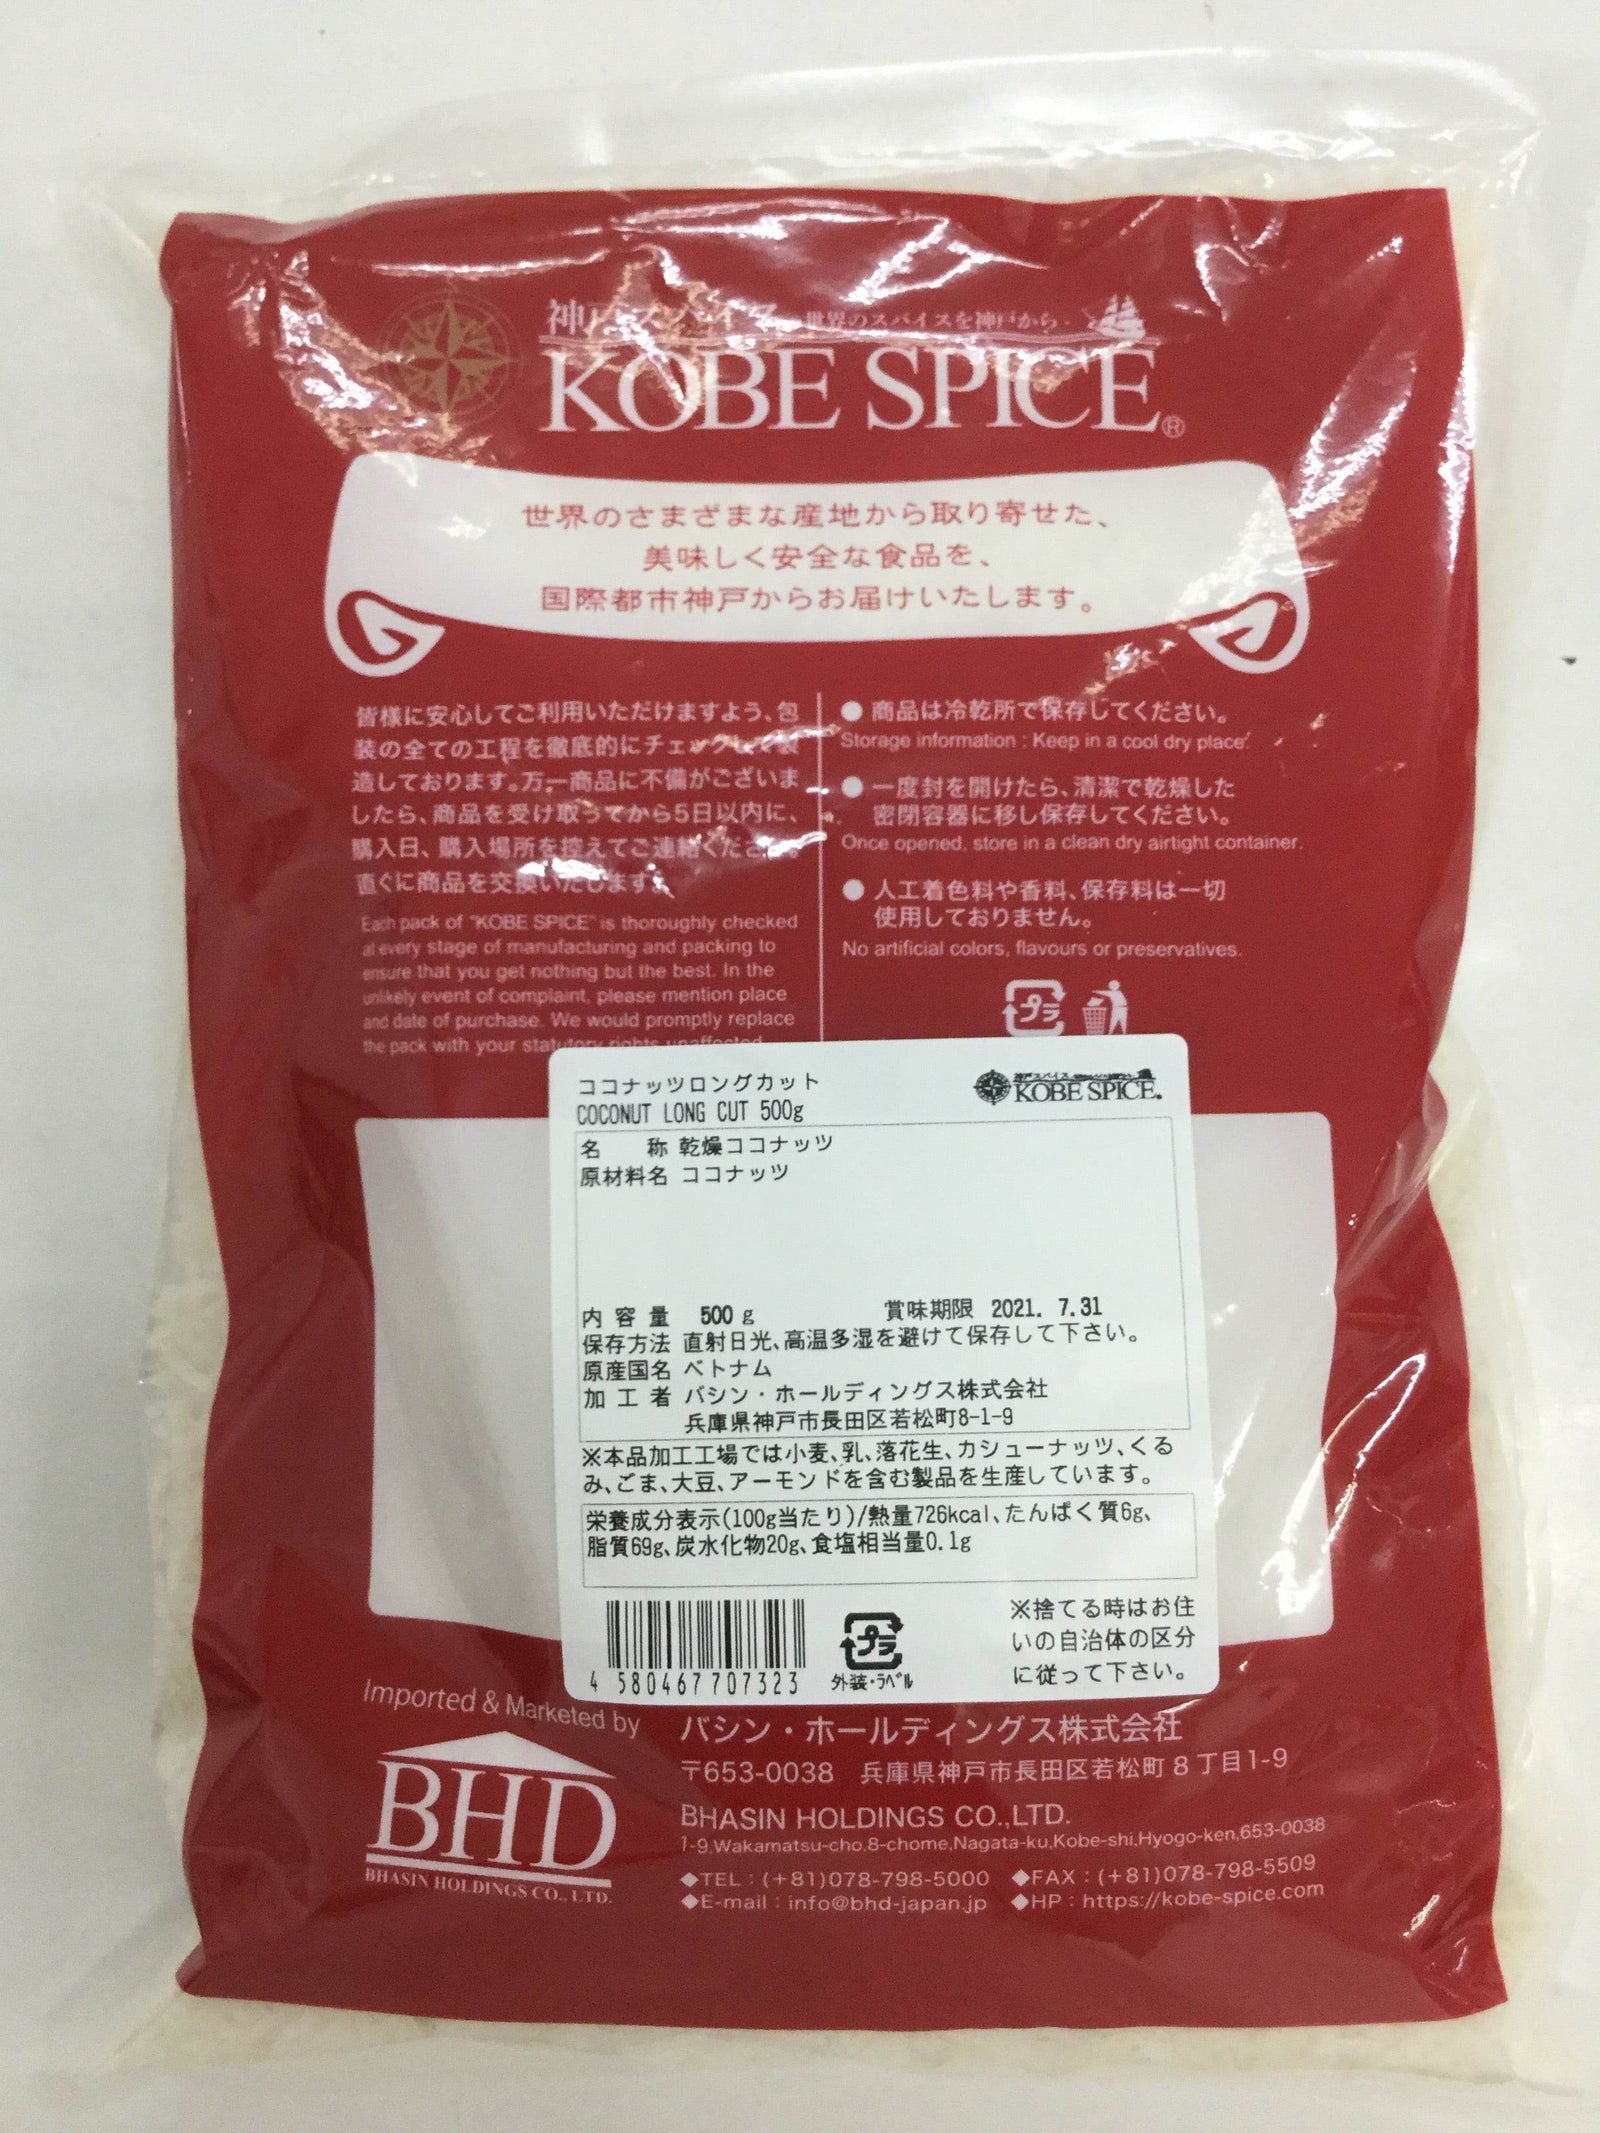 神戸スパイス -世界のスパイスを神戸から-
KOBE SPICE®
世界のさまざまな産地から取り寄せた、
美味しく安全な食品を、
国際都市神戸からお届けいたします。
皆様に安心してご利用いただけますよう、包
装の全ての工程を徹底的にチェックして製
造しております。万一商品に不備がございま
したら、商品を受け取ってから5日以内に、
購入日、購入場所を控えてご連絡ください。
直ぐに商品を交換いたします。
Each pack of "KOBE SPICE" is thoroughly checked
at every stage of manufacturing and packing to
ensure that you get nothing but the best. In the
unlikely event of complaint, please mention place
and date of purchase. We would promptly replace
the pack with your statutory rights unaffected.
● 商品は冷乾所で保存してください。
Storage information : Keep in a cool dry place.
● 一度封を開けたら、清潔で乾燥した
密閉容器に移し保存してください。
Once opened, store in a clean dry airtight container.
● 人工着色料や香料、保存料は一切
使用しておりません。
No artificial colors, flavours or preservatives.
プラ
ココナッツロングカット
COCONUT LONG CUT 500g
KOBE SPICE.
名 称 乾燥ココナッツ
原材料名 ココナッツ
内容量 500g 賞味期限 2021. 7.31
保存方法 直射日光、高温多湿を避けて保存して下さい。
原産国名 ベトナム
加工者 バシン・ホールディングス株式会社
兵庫県神戸市長田区若松町8-1-9
※本品加工工場では小麦、乳、落花生、カシューナッツ、くる
み、ごま、大豆、アーモンドを含む製品を生産しています。
栄養成分表示(100g当たり)/熱量726kcal、たんぱく質6g、
脂質69g、炭水化物20g、食塩相当量0.1g
4 580467 707323
プラ
外装・ラベル
※捨てる時はお住
いの自治体の区分
に従って下さい。
Imported & Marketed by
BHD
BHASIN HOLDINGS CO., LTD.
バシン・ホールディングス株式会社
〒653-0038 兵庫県神戸市長田区若松町8丁目1-9
BHASIN HOLDINGS CO.,LTD.
1-9,Wakamatsu-cho,8-chome,Nagata-ku,Kobe-shi,Hyogo-ken,653-0038
◆TEL : (+81)078-798-5000 ◆FAX : (+81)078-798-5509
◆E-mail : info@bhd-japan.jp ◆HP : https://kobe-spice.com